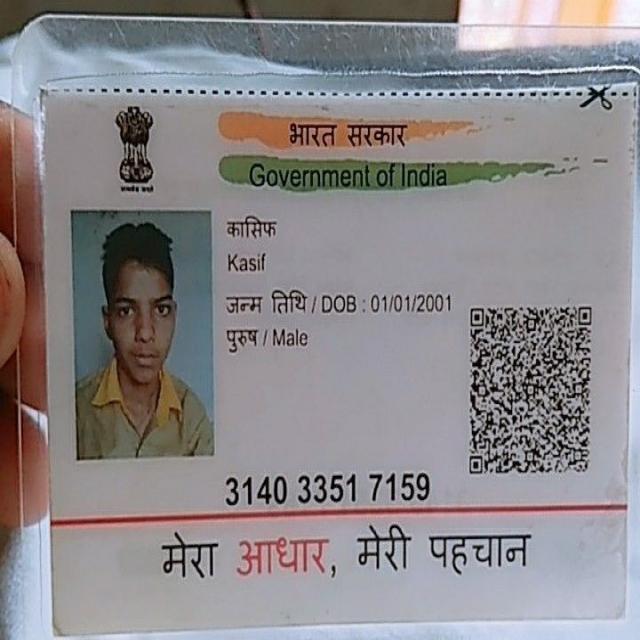 भारत सरकार
Government of India
कासिफ
Kasif
जन्म तिथि / DOB : 01/01/2001
पुरुष / Male
3140 3351 7159
मेरा आधार, मेरी पहचान